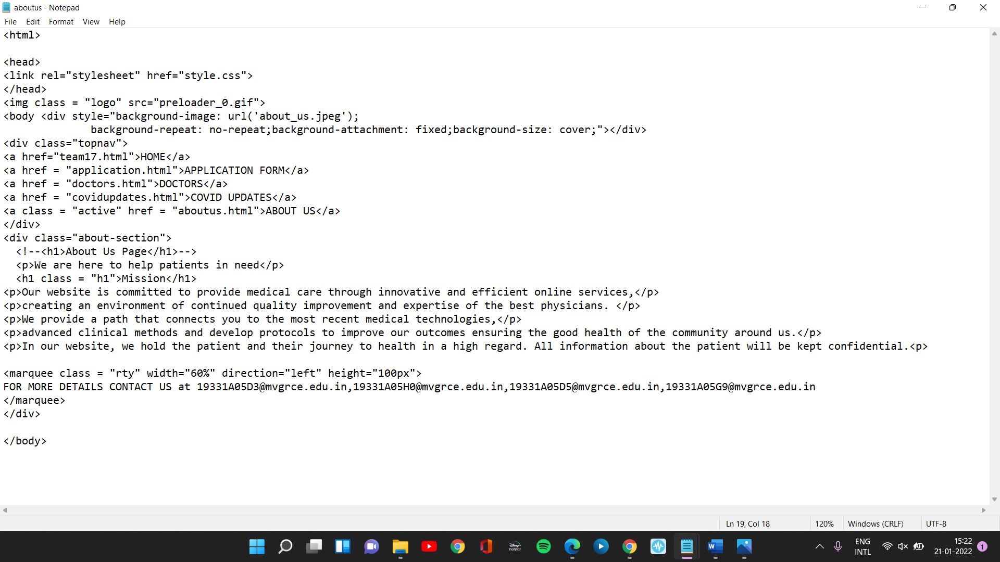 aboutus - Notepad
File Edit Format View Help
<html>
<head>
<link rel="stylesheet" href="style.css">
</head>
<img class = "logo" src="preloader_0.gif">
<body <div style="background-image: url('about_us.jpeg');
background-repeat: no-repeat;background-attachment: fixed;background-size: cover;"></div>
<div class="topnav">
<a href="team17.html">HOME</a>
<a href = "application.html">APPLICATION FORM</a>
<a href = "doctors.html">DOCTORS</a>
<a href = "covidupdates.html">COVID UPDATES</a>
<a class = "active" href = "aboutus.html">ABOUT US</a>
</div>
<div class="about-section">
<!--<h1>About Us Page</h1>-->
<p>We are here to help patients in need</p>
<h1 class = "h1">Mission</h1>
<p>Our website is committed to provide medical care through innovative and efficient online services,</p>
<p>creating an environment of continued quality improvement and expertise of the best physicians. </p>
<p>We provide a path that connects you to the most recent medical technologies,</p>
<p>advanced clinical methods and develop protocols to improve our outcomes ensuring the good health of the community around us.</p>
<p>In our website, we hold the patient and their journey to health in a high regard. All information about the patient will be kept confidential.<p>
<marquee class = "rty" width="60%" direction="left" height="100px">
FOR MORE DETAILS CONTACT US at 19331A05D3@mvgrce.edu.in,19331A05H0@mvgrce.edu.in,19331A05D5@mvgrce.edu.in,19331A05G9@mvgrce.edu.in
</marquee>
</div>
</body>
Ln 19, Col 18 120% Windows (CRLF) UTF-8
Disney+ hotstar
W
ENG
INTL
15:22
21-01-2022
1